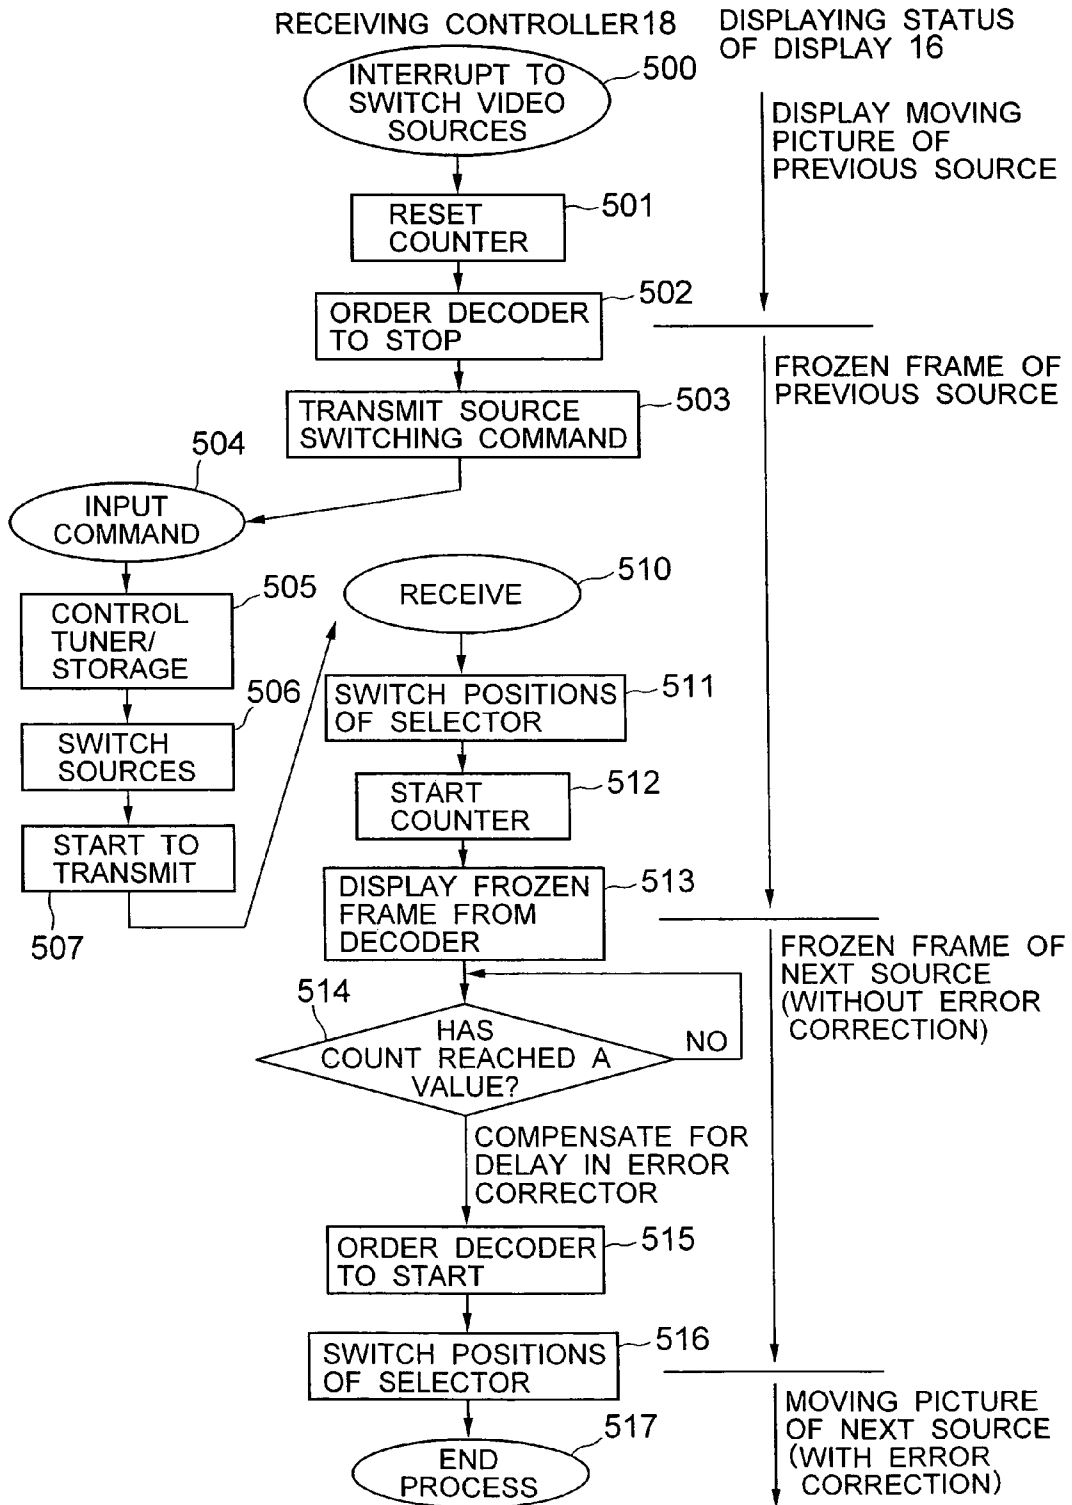 RECEIVING CONTROLLER18
DISPLAYING STATUS
OF DISPLAY 16
INTERRUPT TO
SWITCH VIDEO
SOURCES
500
DISPLAY MOVING
PICTURE OF
PREVIOUS SOURCE
RESET
COUNTER
501
ORDER DECODER
TO STOP
502
FROZEN FRAME OF
PREVIOUS SOURCE
TRANSMIT SOURCE
SWITCHING COMMAND
503
504
INPUT
COMMAND
CONTROL
TUNER/
STORAGE
505
SWITCH
SOURCES
506
START TO
TRANSMIT
507
RECEIVE
510
SWITCH POSITIONS
OF SELECTOR
511
START
COUNTER
512
DISPLAY FROZEN
FRAME FROM
DECODER
513
FROZEN FRAME OF
NEXT SOURCE
(WITHOUT ERROR
CORRECTION)
514
HAS
COUNT REACHED A
VALUE?
NO
COMPENSATE FOR
DELAY IN ERROR
CORRECTOR
ORDER DECODER
TO START
515
SWITCH POSITIONS
OF SELECTOR
516
MOVING PICTURE
OF NEXT SOURCE
(WITH ERROR
CORRECTION)
END
PROCESS
517